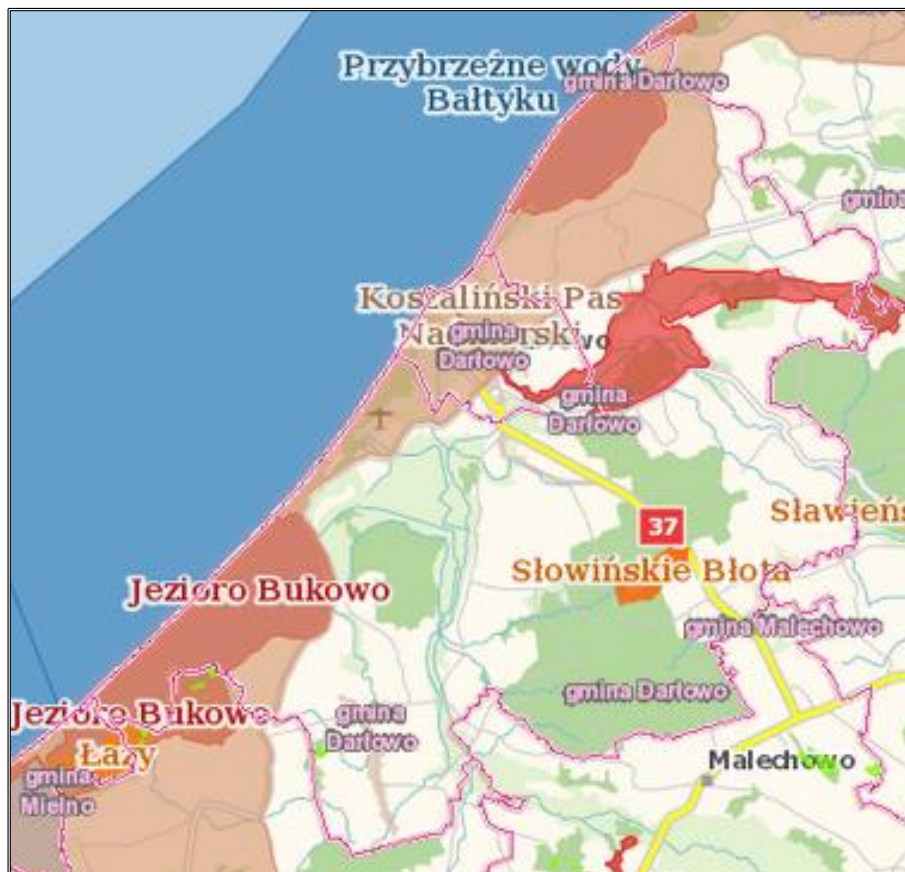 Przybrzeżne wody
Bałtyku
gmina Darłowo
gmina
Koszaliński Pas
Nadmorski
gmina
Darłowo
gmina
Darłowo
37
Sławień
Słowińskie Błota
Jezioro Bukowo
gmina Malechowo
Jezioro Bukowo
gmina
Darłowo
gmina Darłowo
Łazy
gmina
Mielno
Malechowo